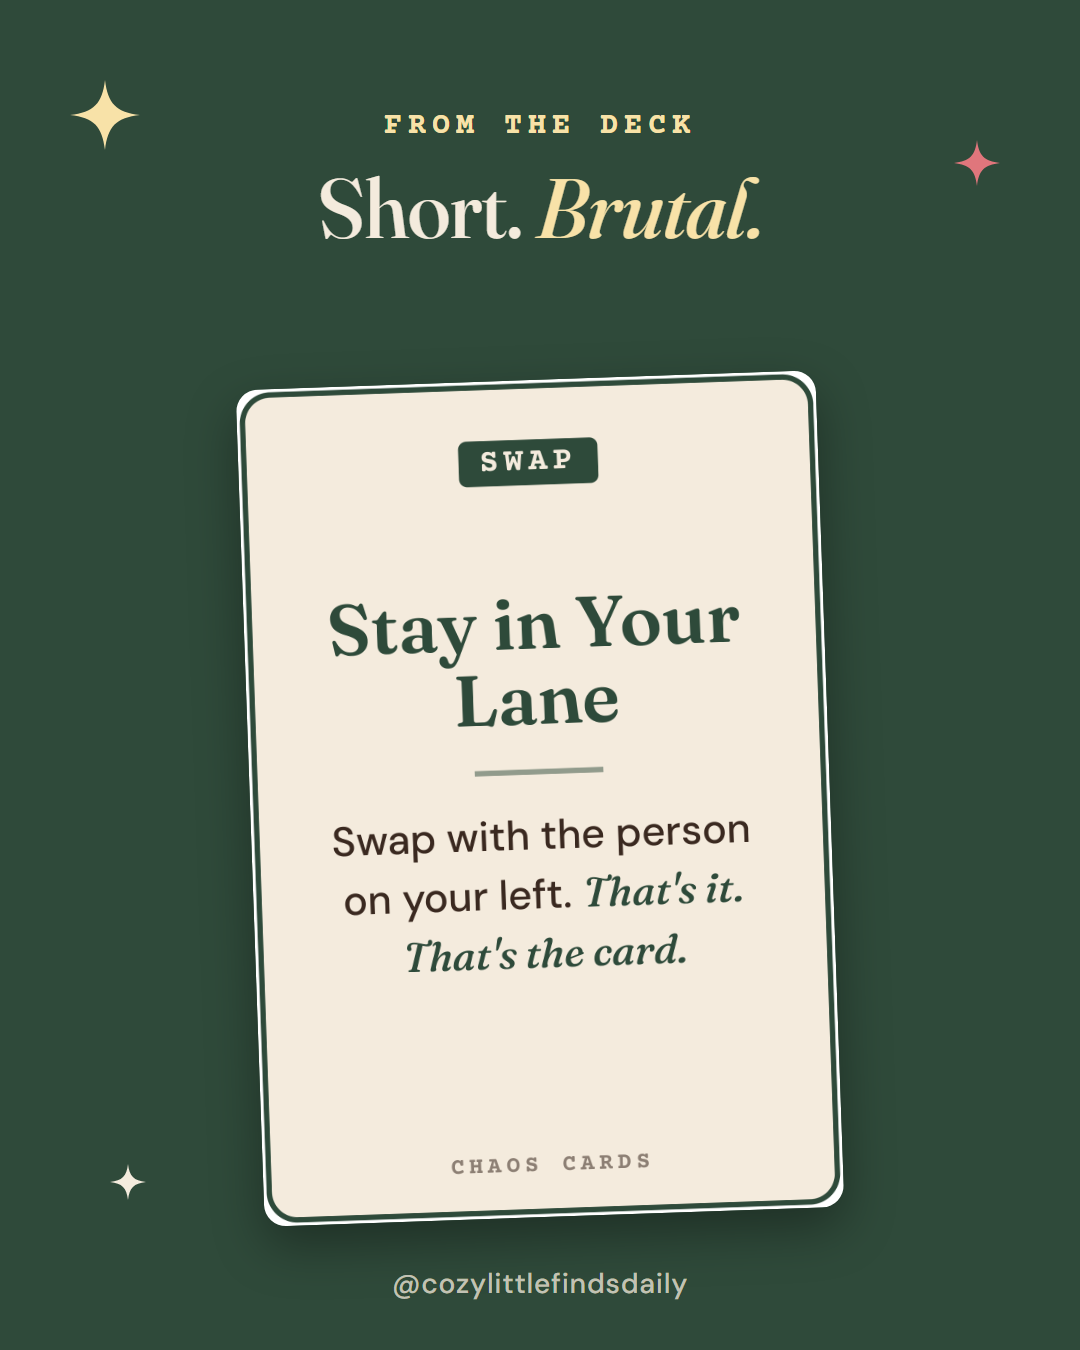 FROM THE DECK
Short. Brutal.
SWAP
Stay in Your
Lane
Swap with the person
on your left. That's it.
That's the card.
CHAOS CARDS
@cozylittlefindsdaily